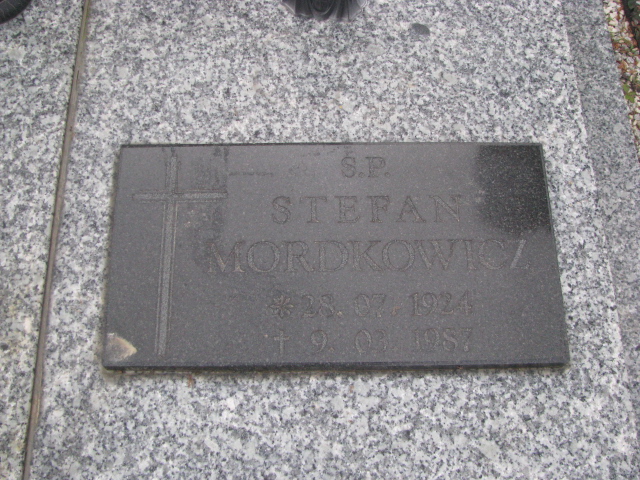 Ś.P.
STEFAN
MORDKOWICZ
* 28. 07. 1924
† 9. 03. 1987